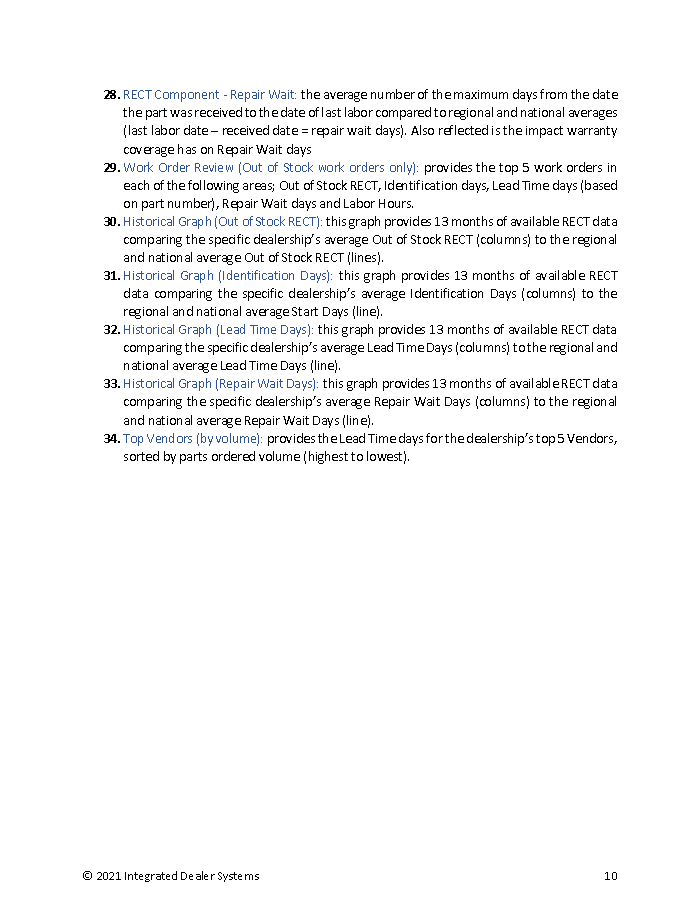 28. RECT Component - Repair Wait: the average number of the maximum days from the date
the part was received to the date of last labor compared to regional and national averages
(last labor date – received date = repair wait days). Also reflected is the impact warranty
coverage has on Repair Wait days
29. Work Order Review (Out of Stock work orders only): provides the top 5 work orders in
each of the following areas; Out of Stock RECT, Identification days, Lead Time days (based
on part number), Repair Wait days and Labor Hours.
30. Historical Graph (Out of Stock RECT): this graph provides 13 months of available RECT data
comparing the specific dealership’s average Out of Stock RECT (columns) to the regional
and national average Out of Stock RECT (lines).
31. Historical Graph (Identification Days): this graph provides 13 months of available RECT
data comparing the specific dealership’s average Identification Days (columns) to the
regional and national average Start Days (line).
32. Historical Graph (Lead Time Days): this graph provides 13 months of available RECT data
comparing the specific dealership’s average Lead Time Days (columns) to the regional and
national average Lead Time Days (line).
33. Historical Graph (Repair Wait Days): this graph provides 13 months of available RECT data
comparing the specific dealership’s average Repair Wait Days (columns) to the regional
and national average Repair Wait Days (line).
34. Top Vendors (by volume): provides the Lead Time days for the dealership’s top 5 Vendors,
sorted by parts ordered volume (highest to lowest).
© 2021 Integrated Dealer Systems 10